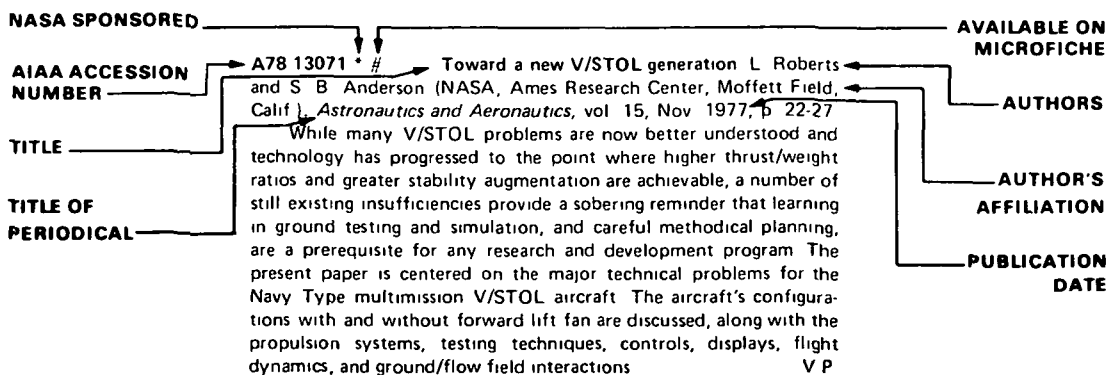 NASA SPONSORED
AVAILABLE ON
MICROFICHE
AIAA ACCESSION
NUMBER
TITLE
TITLE OF
PERIODICAL
A78 13071 * # Toward a new V/STOL generation L Roberts
and S B Anderson (NASA, Ames Research Center, Moffett Field,
Calif ), Astronautics and Aeronautics, vol 15, Nov 1977, p 22-27
While many V/STOL problems are now better understood and
technology has progressed to the point where higher thrust/weight
ratios and greater stability augmentation are achievable, a number of
still existing insufficiencies provide a sobering reminder that learning
in ground testing and simulation, and careful methodical planning,
are a prerequisite for any research and development program The
present paper is centered on the major technical problems for the
Navy Type multimission V/STOL aircraft The aircraft's configura-
tions with and without forward lift fan are discussed, along with the
propulsion systems, testing techniques, controls, displays, flight
dynamics, and ground/flow field interactions V P
AUTHORS
AUTHOR'S
AFFILIATION
PUBLICATION
DATE